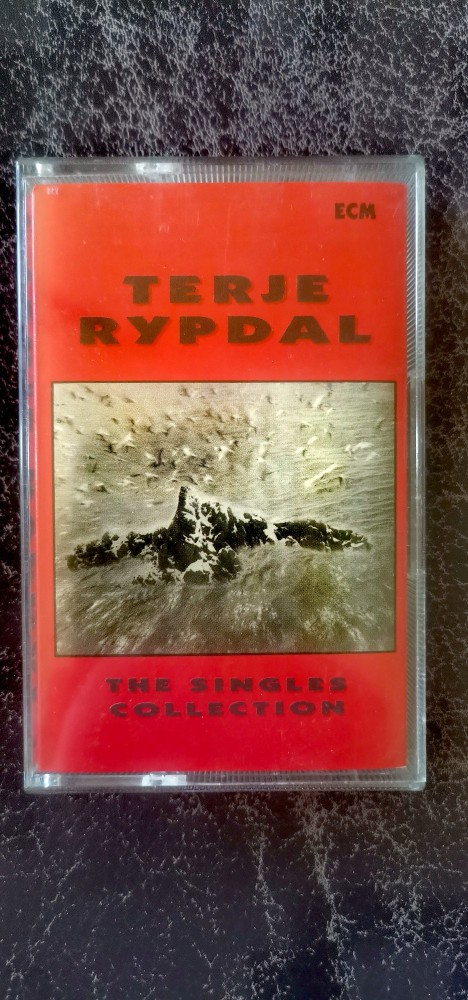 ECM
TERJE
RYPDAL
THE SINGLES
COLLECTION